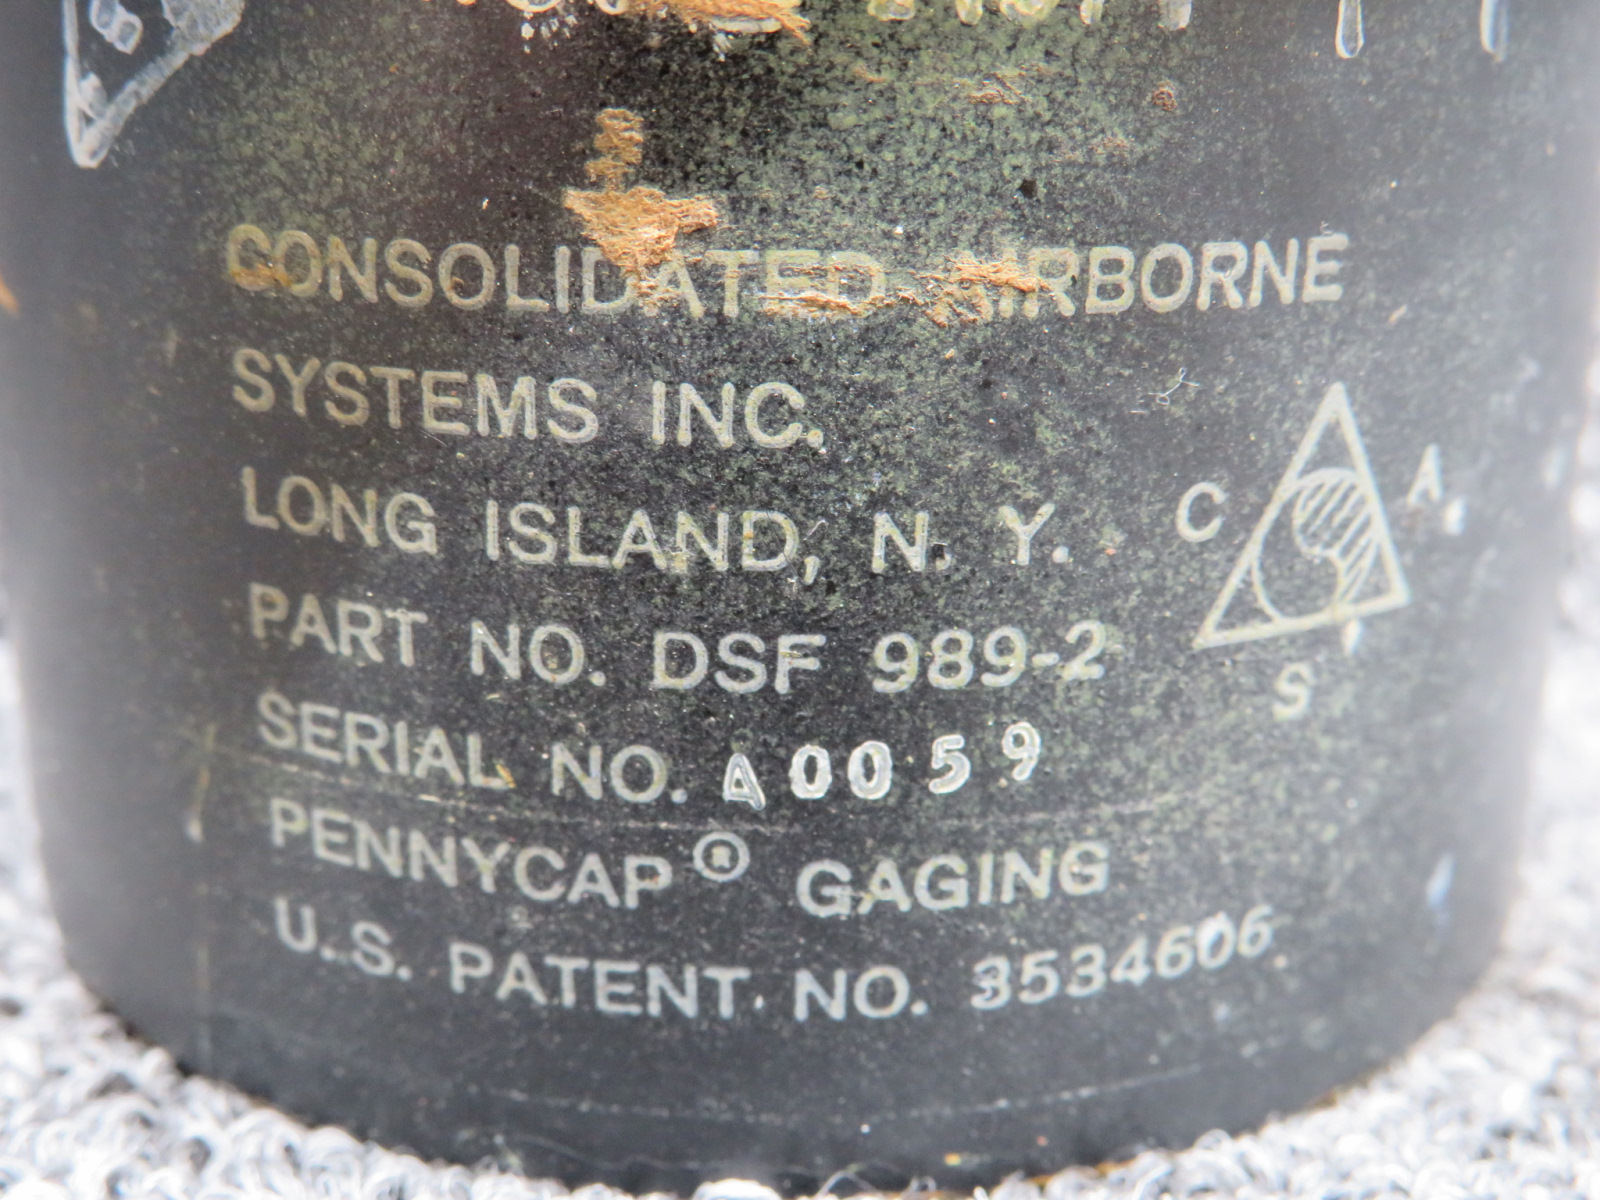 CONSOLIDATED AIRBORNE
SYSTEMS INC.
LONG ISLAND, N. Y.
C A.
S
PART NO. DSF 989-2
SERIAL NO. A0059
PENNYCAP® GAGING
U.S. PATENT NO. 3534606